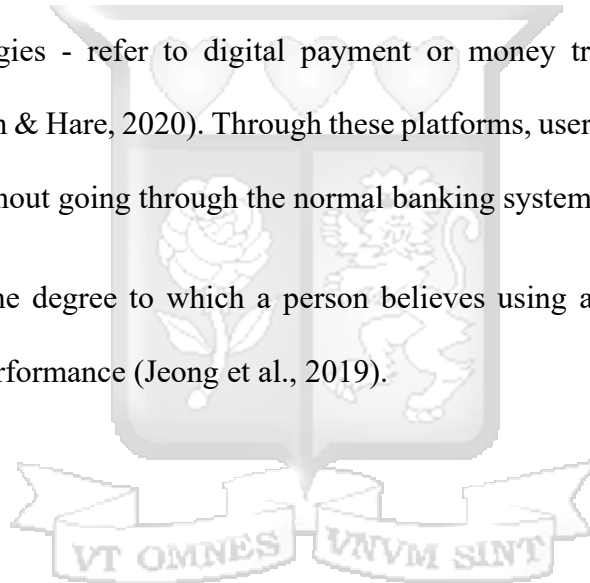 gies - refer to digital payment or money tr
n & Hare, 2020). Through these platforms, user
hout going through the normal banking system
ne degree to which a person believes using a
rformance (Jeong et al., 2019).
VT OMNES VNVM SINT